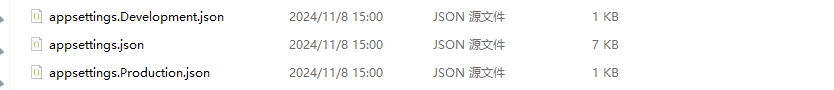 appsettings.Development.json 2024/11/8 15:00 JSON 源文件 1 KB
appsettings.json 2024/11/8 15:00 JSON 源文件 7 KB
appsettings.Production.json 2024/11/8 15:00 JSON 源文件 1 KB